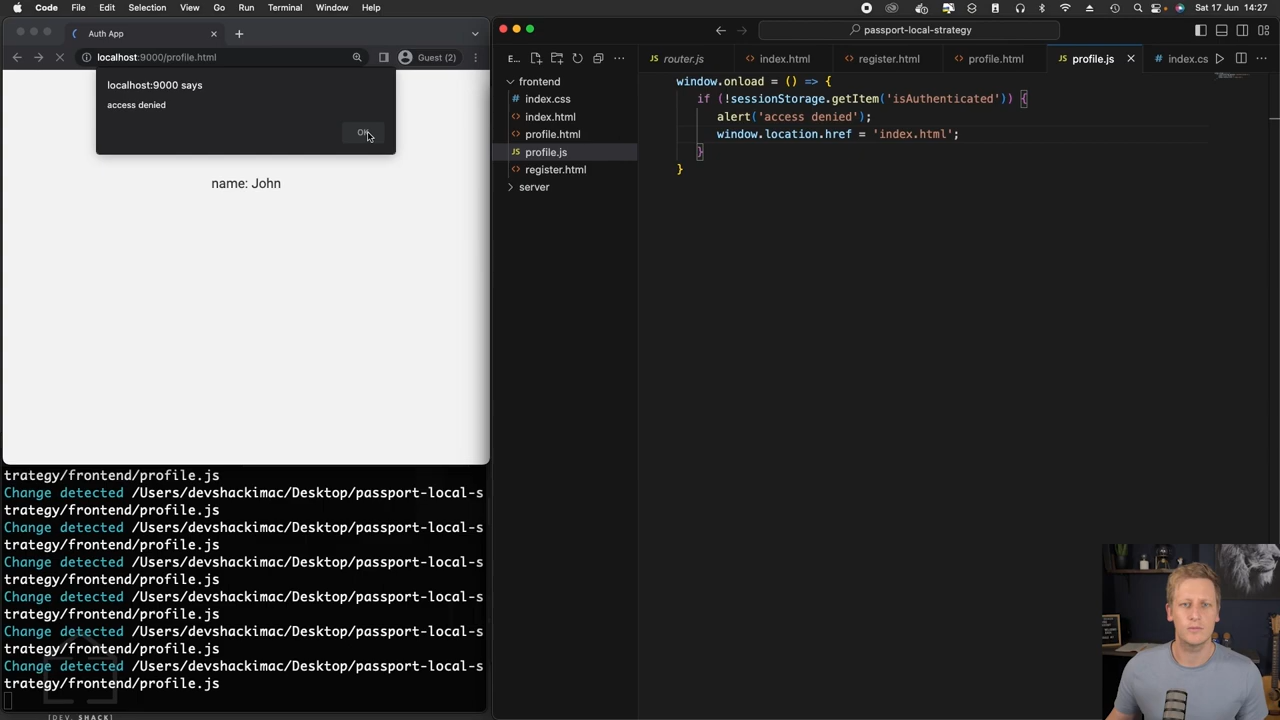 Code File Edit Selection View Go Run Terminal Window Help Sat 17 Jun 14:27
Auth App
localhost:9000/profile.html Guest (2)
localhost:9000 says
access denied
OK
name: John
passport-local-strategy
E... JS router.js index.html register.html profile.html JS profile.js # index.cs
frontend
# index.css
index.html
profile.html
JS profile.js
register.html
server
window.onload = () => {
if (!sessionStorage.getItem('isAuthenticated')) {
alert('access denied');
window.location.href = 'index.html';
}
}
trategy/frontend/profile.js
Change detected /Users/devshackimac/Desktop/passport-local-s
trategy/frontend/profile.js
Change detected /Users/devshackimac/Desktop/passport-local-s
trategy/frontend/profile.js
Change detected /Users/devshackimac/Desktop/passport-local-s
trategy/frontend/profile.js
Change detected /Users/devshackimac/Desktop/passport-local-s
trategy/frontend/profile.js
Change detected /Users/devshackimac/Desktop/passport-local-s
trategy/frontend/profile.js
Change detected /Users/devshackimac/Desktop/passport-local-s
trategy/frontend/profile.js
[DEV. SHACK]